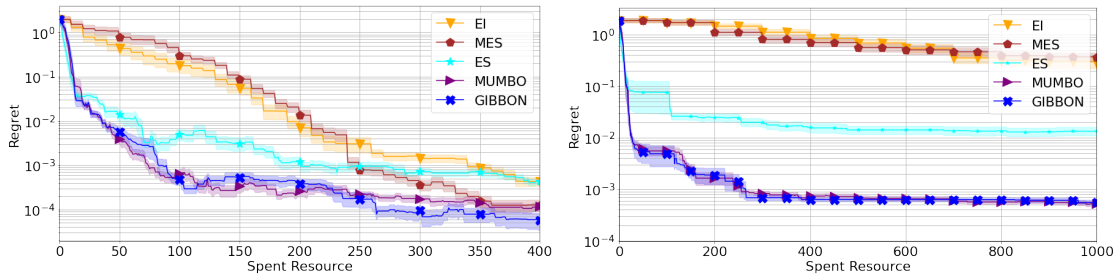 EI
MES
ES
MUMBO
GIBBON
10^0
10^-1
10^-2
10^-3
10^-4
Regret
0 50 100 150 200 250 300 350 400
Spent Resource
EI
MES
ES
MUMBO
GIBBON
10^0
10^-1
10^-2
10^-3
10^-4
Regret
0 200 400 600 800 1000
Spent Resource